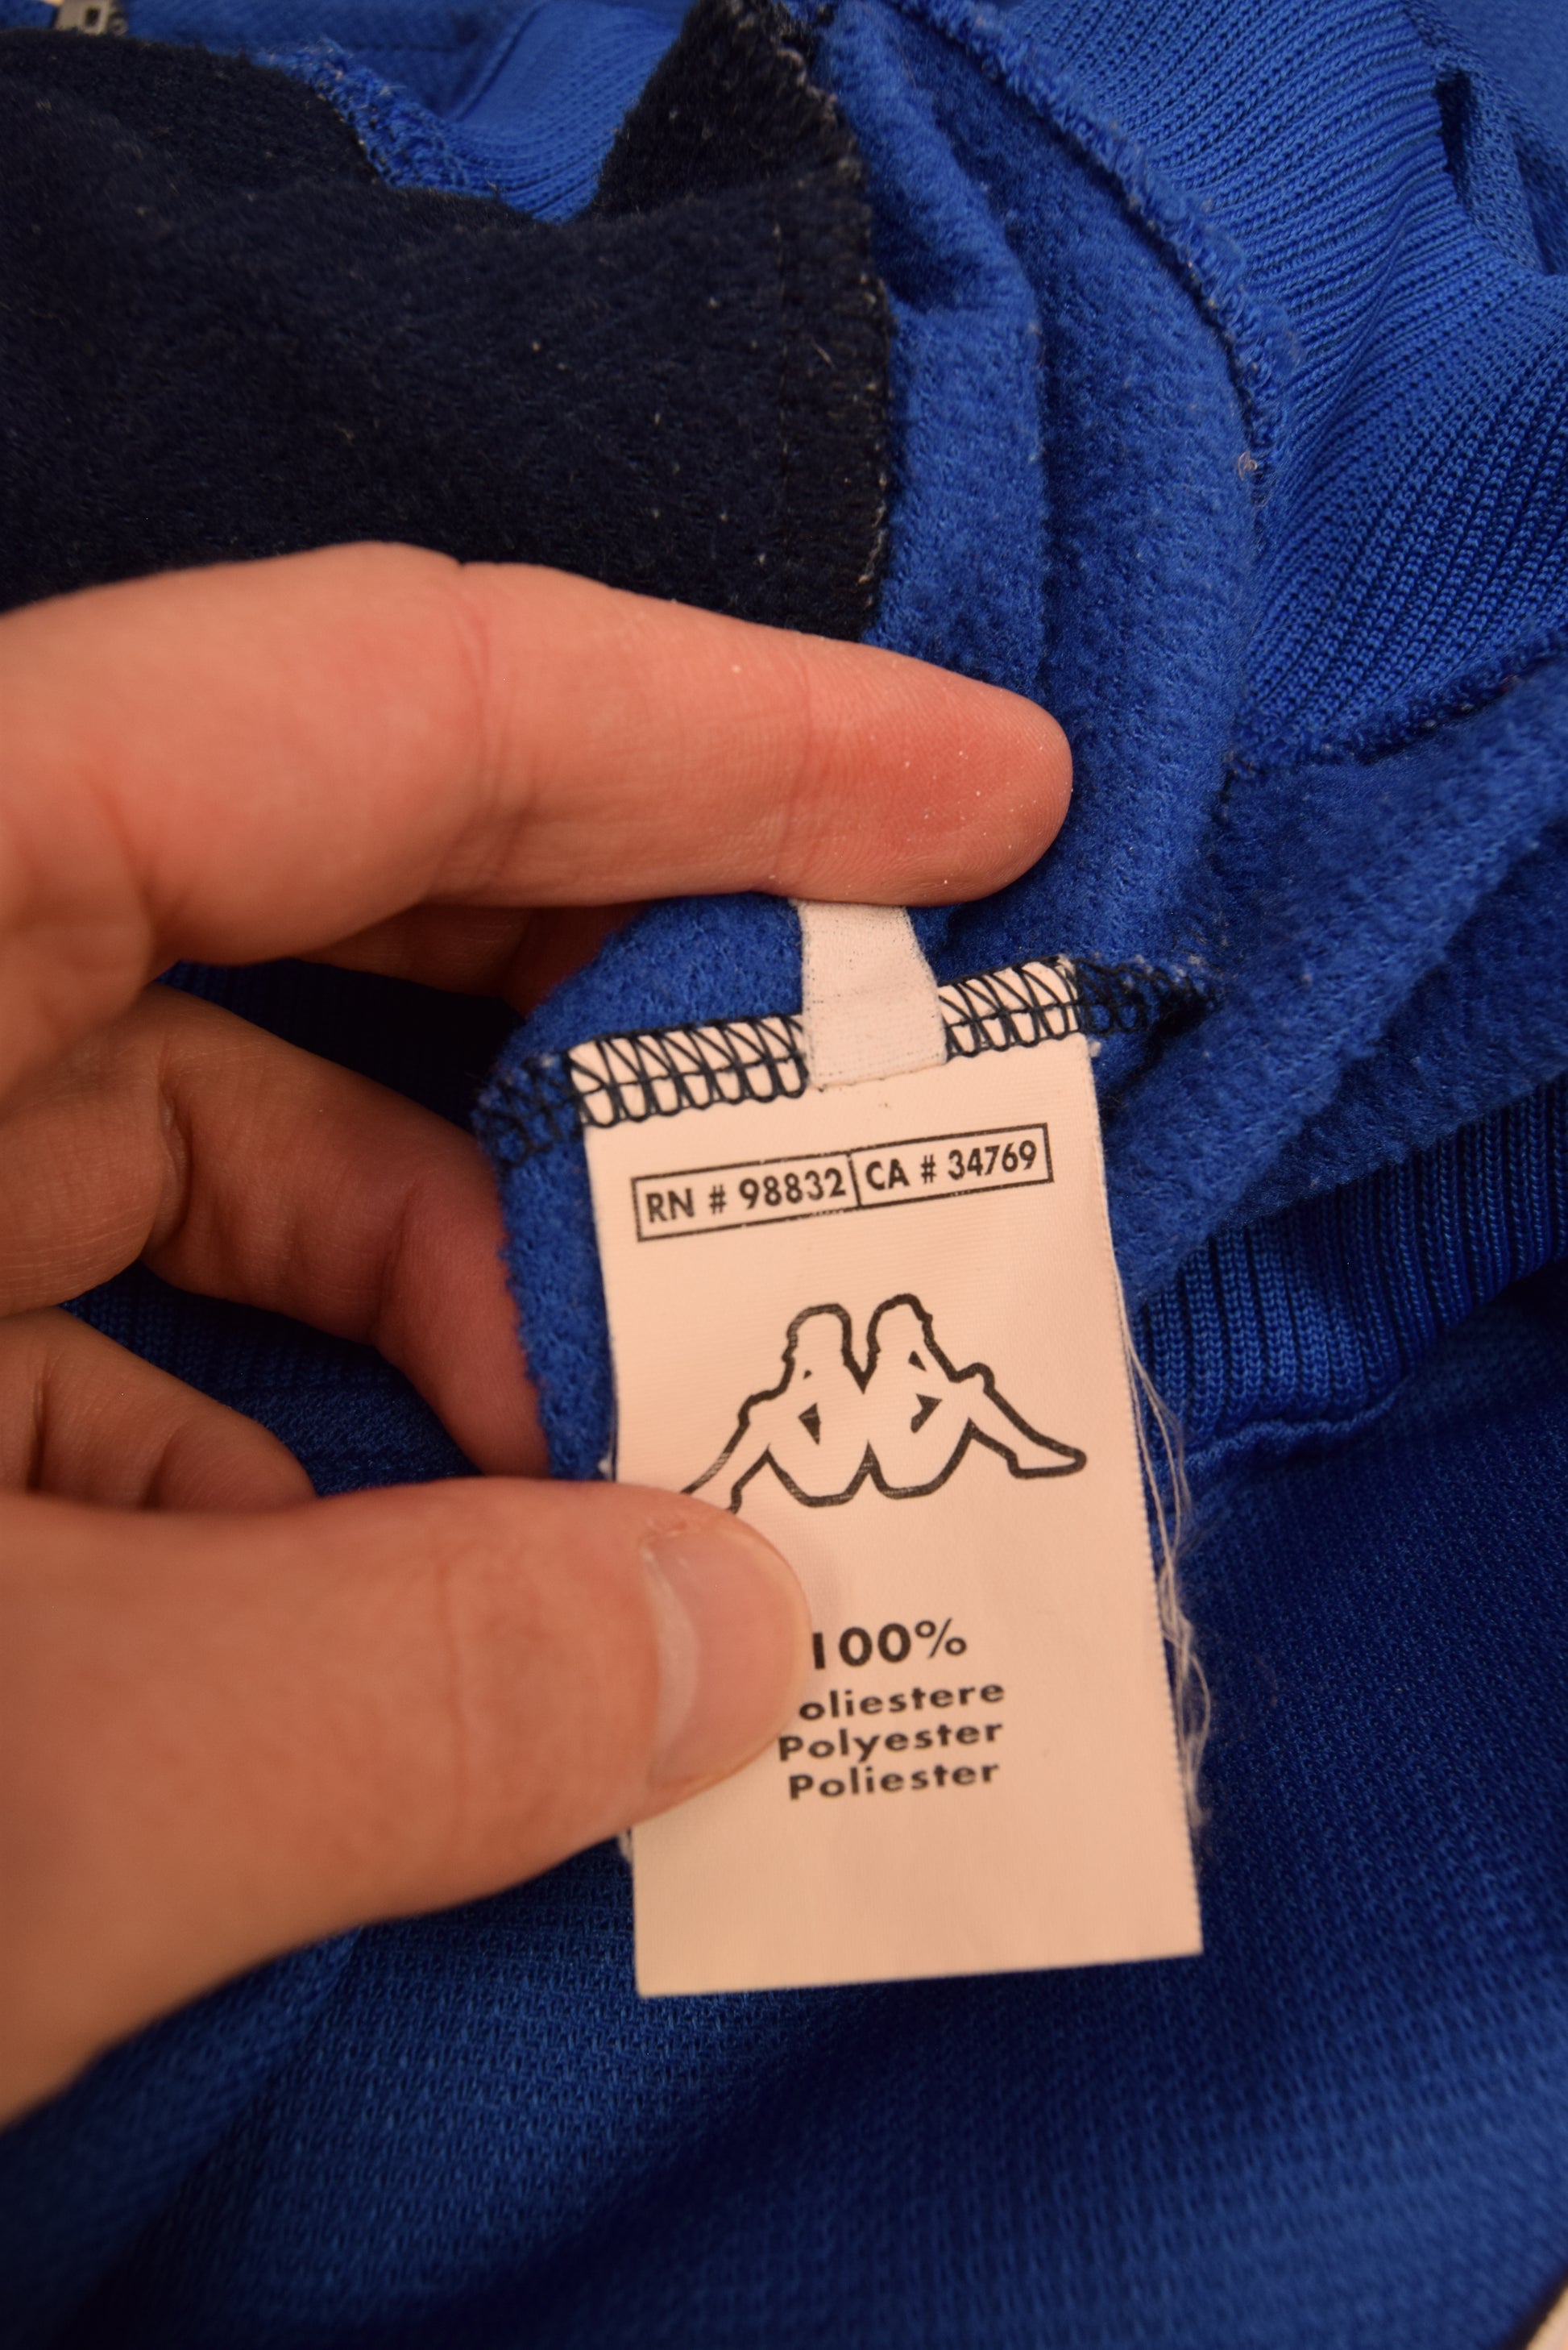 RN # 98832 CA # 34769
100%
oliestere
Polyester
Poliester